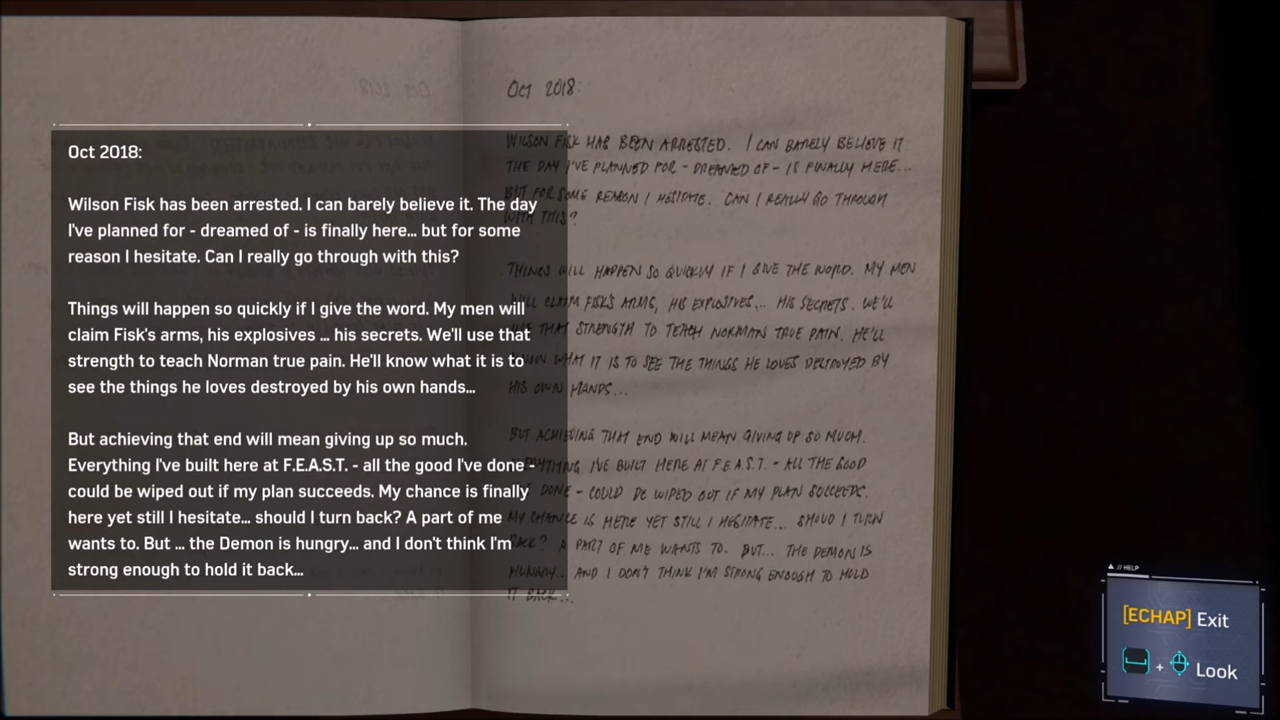 Oct 2018:
Wilson Fisk has been arrested. I can barely believe it. The day
I've planned for - dreamed of - is finally here... but for some
reason I hesitate. Can I really go through with this?
Things will happen so quickly if I give the word. My men will
claim Fisk's arms, his explosives ... his secrets. We'll use that
strength to teach Norman true pain. He'll know what it is to
see the things he loves destroyed by his own hands...
But achieving that end will mean giving up so much.
Everything I've built here at F.E.A.S.T. - all the good I've done -
could be wiped out if my plan succeeds. My chance is finally
here yet still I hesitate... should I turn back? A part of me
wants to. But ... the Demon is hungry... and I don't think I'm
strong enough to hold it back...
OCT 2018:
WILSON FISK HAS BEEN ARRESTED. I CAN BARELY BELIEVE IT
THE DAY I'VE PLANNED FOR - DREAMED OF - IS FINALLY HERE...
BUT FOR SOME REASON I HESITATE. CAN I REALLY GO THROUGH
WITH THIS?
THINGS WILL HAPPEN SO QUICKLY IF I GIVE THE WORD. MY MEN
WILL CLAIM FISK'S ARMS, HIS EXPLOSIVES... HIS SECRETS. WE'LL
USE THAT STRENGTH TO TEACH NORMAN TRUE PAIN. HE'LL
KNOW WHAT IT IS TO SEE THE THINGS HE LOVES DESTROYED BY
HIS OWN HANDS...
BUT ACHIEVING THAT END WILL MEAN GIVING UP SO MUCH.
EVERYTHING I'VE BUILT HERE AT F.E.A.S.T. - ALL THE GOOD
I'VE DONE - COULD BE WIPED OUT IF MY PLAN SUCCEEDS.
MY CHANCE IS HERE YET STILL I HESITATE... SHOUD I TURN
BACK? A PART OF ME WANTS TO. BUT... THE DEMON IS
HUNGRY... AND I DON'T THINK I'M STRONG ENOUGH TO HOLD
IT BACK...
// HELP
[ECHAP] Exit
+ Look